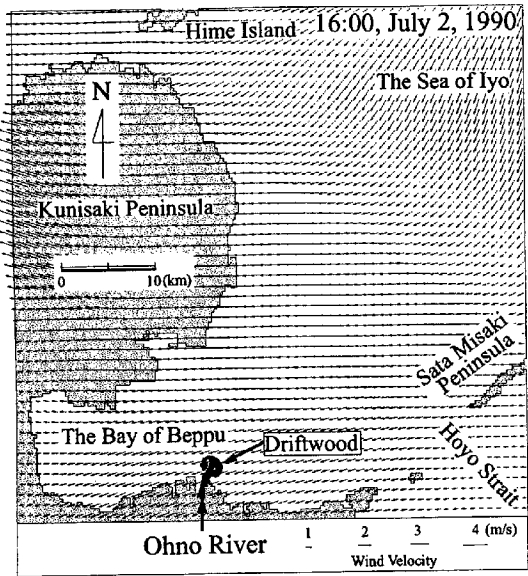 Hime Island
16:00, July 2, 1990
The Sea of Iyo
N
Kunisaki Peninsula
0 10(km)
Sata Misaki
Peninsula
The Bay of Beppu
Driftwood
Hoyo Strait
Ohno River
1 2 3 4 (m/s)
Wind Velocity